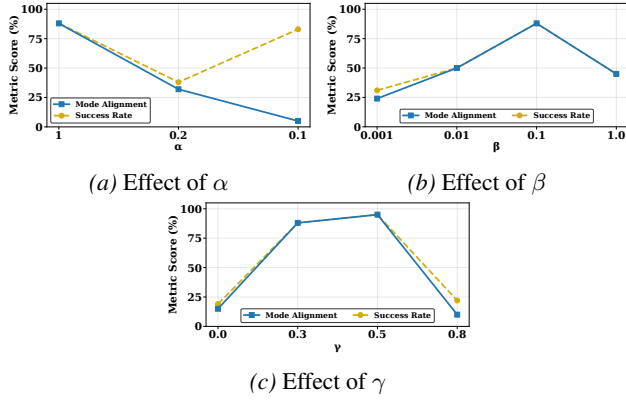 100
75
50
25
0
Metric Score (%)
Mode Alignment
Success Rate
1 0.2 0.1
α
(a) Effect of α
100
75
50
25
0
Metric Score (%)
Mode Alignment Success Rate
0.001 0.01 0.1 1.0
β
(b) Effect of β
100
75
50
25
0
Metric Score (%)
Mode Alignment Success Rate
0.0 0.3 0.5 0.8
γ
(c) Effect of γ